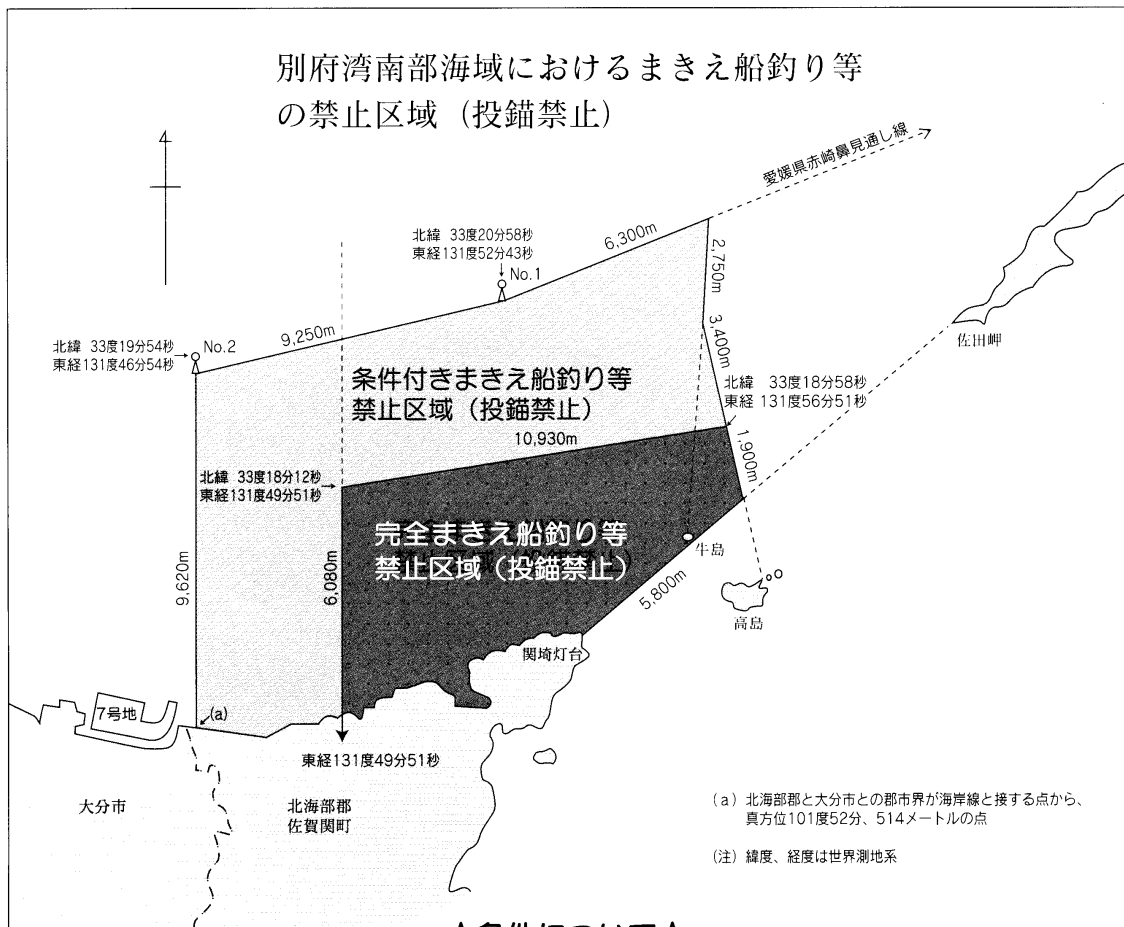 別府湾南部海域におけるまきえ船釣り等
の禁止区域（投錨禁止）
愛媛県赤崎鼻見通し線
北緯 33度20分58秒
東経131度52分43秒
No.1
6,300m
2,750m
9,250m
3,400m
北緯 33度19分54秒
東経131度46分54秒
No.2
佐田岬
条件付きまきえ船釣り等
禁止区域（投錨禁止）
北緯 33度18分58秒
東経 131度56分51秒
10,930m
1,900m
北緯 33度18分12秒
東経131度49分51秒
完全まきえ船釣り等
禁止区域（投錨禁止）
牛島
9,620m
6,080m
5,800m
高島
関埼灯台
7号地
(a)
東経131度49分51秒
大分市
北海部郡
佐賀関町
（a）北海部郡と大分市との郡市界が海岸線と接する点から、
真方位101度52分、514メートルの点
（注）緯度、経度は世界測地系